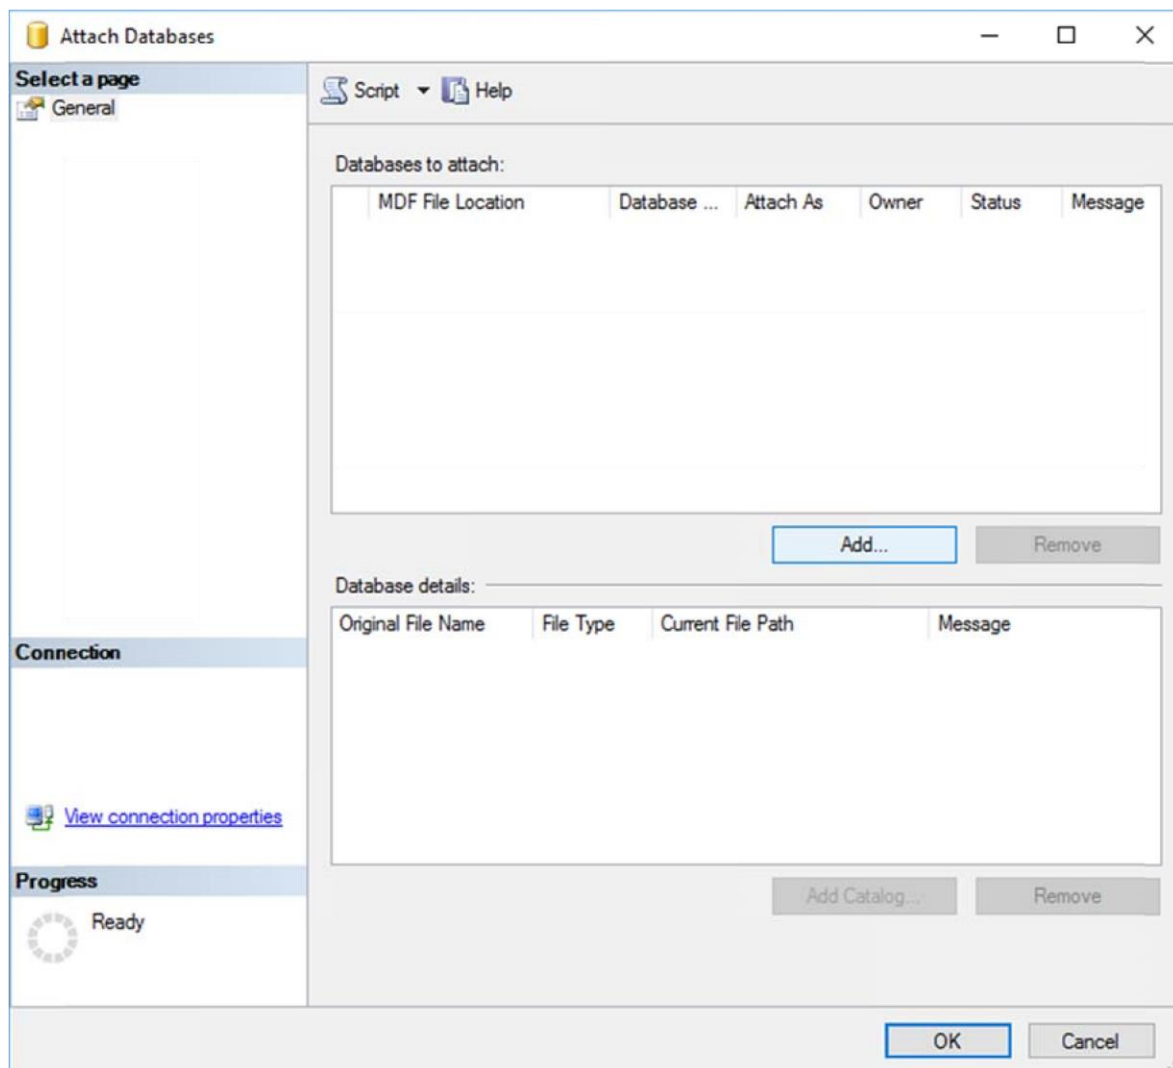 Attach Databases
Select a page
General
Script Help
Databases to attach:
MDF File Location Database ... Attach As Owner Status Message
Add... Remove
Database details:
Original File Name File Type Current File Path Message
Connection
View connection properties
Progress
Ready
Add Catalog... Remove
OK Cancel